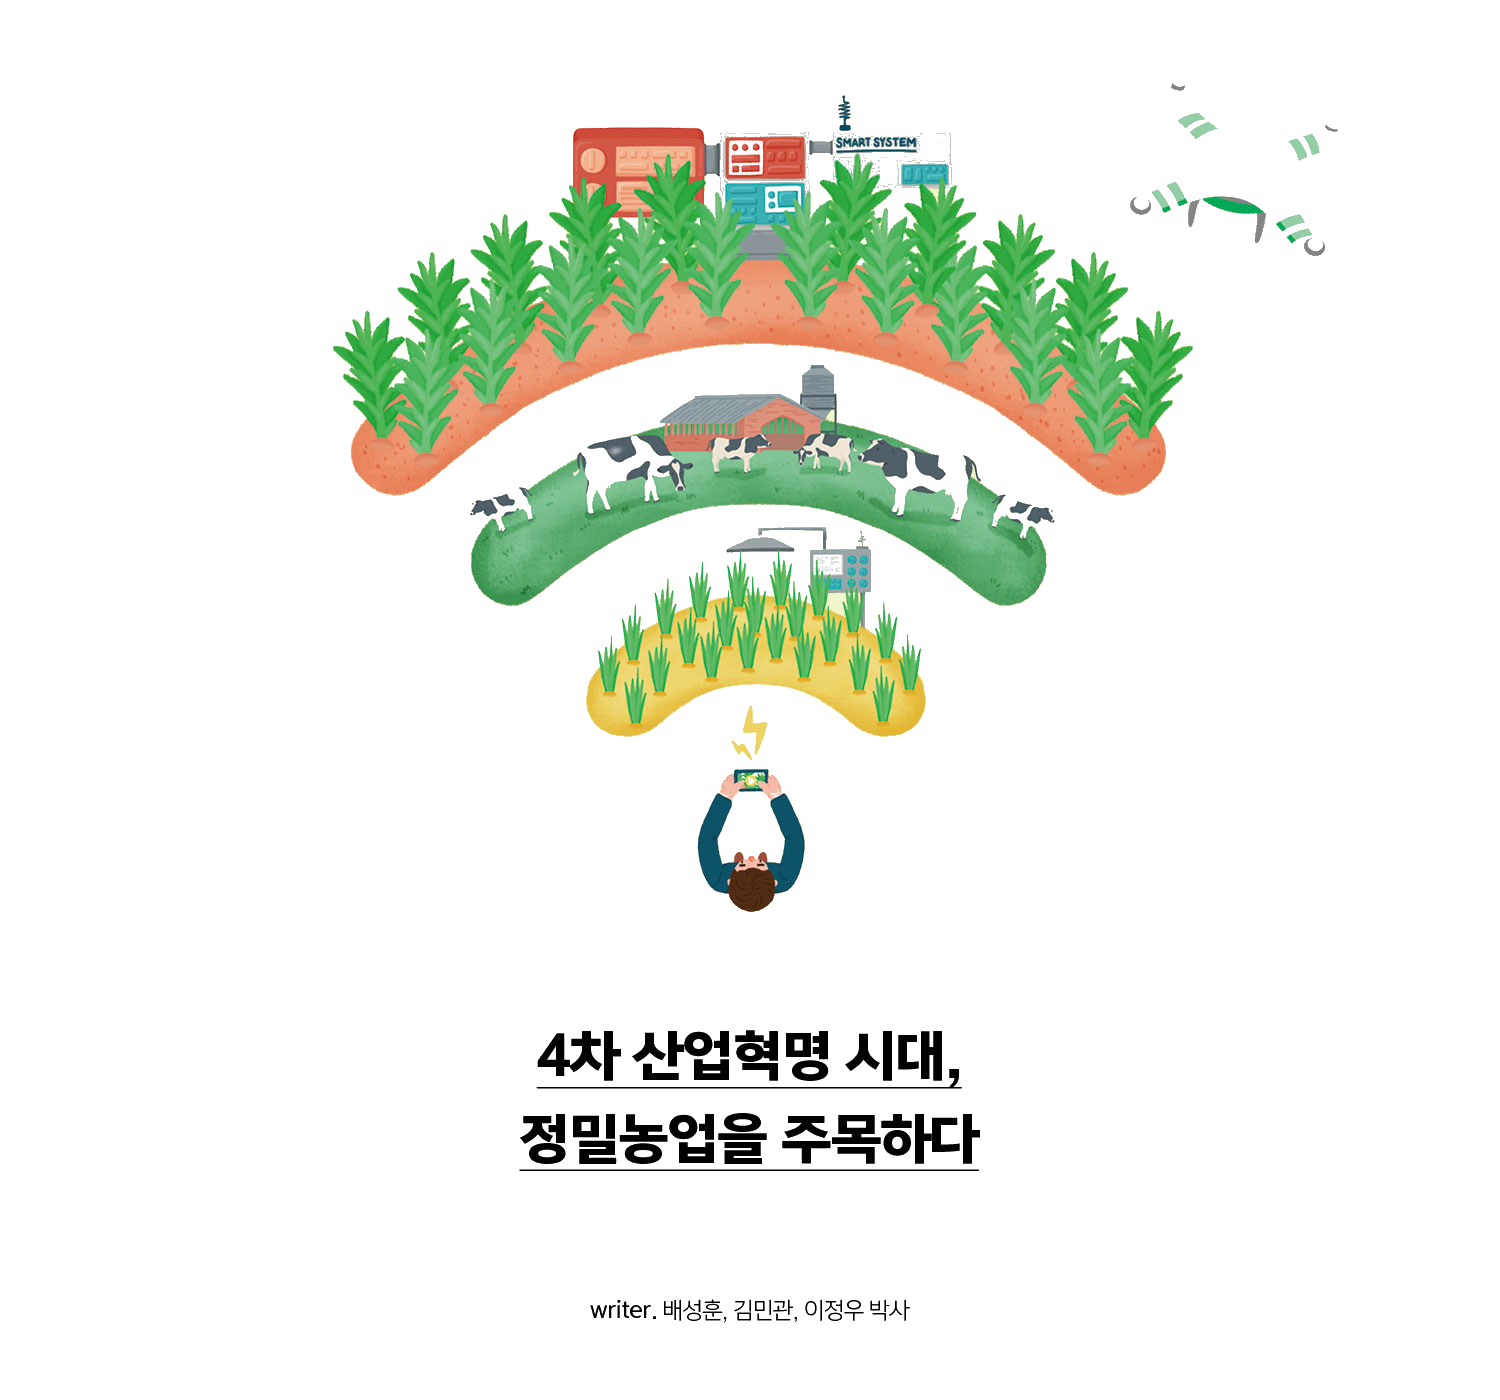 SMART SYSTEM
4차 산업혁명 시대,
정밀농업을 주목하다
writer. 배성훈, 김민관, 이정우 박사